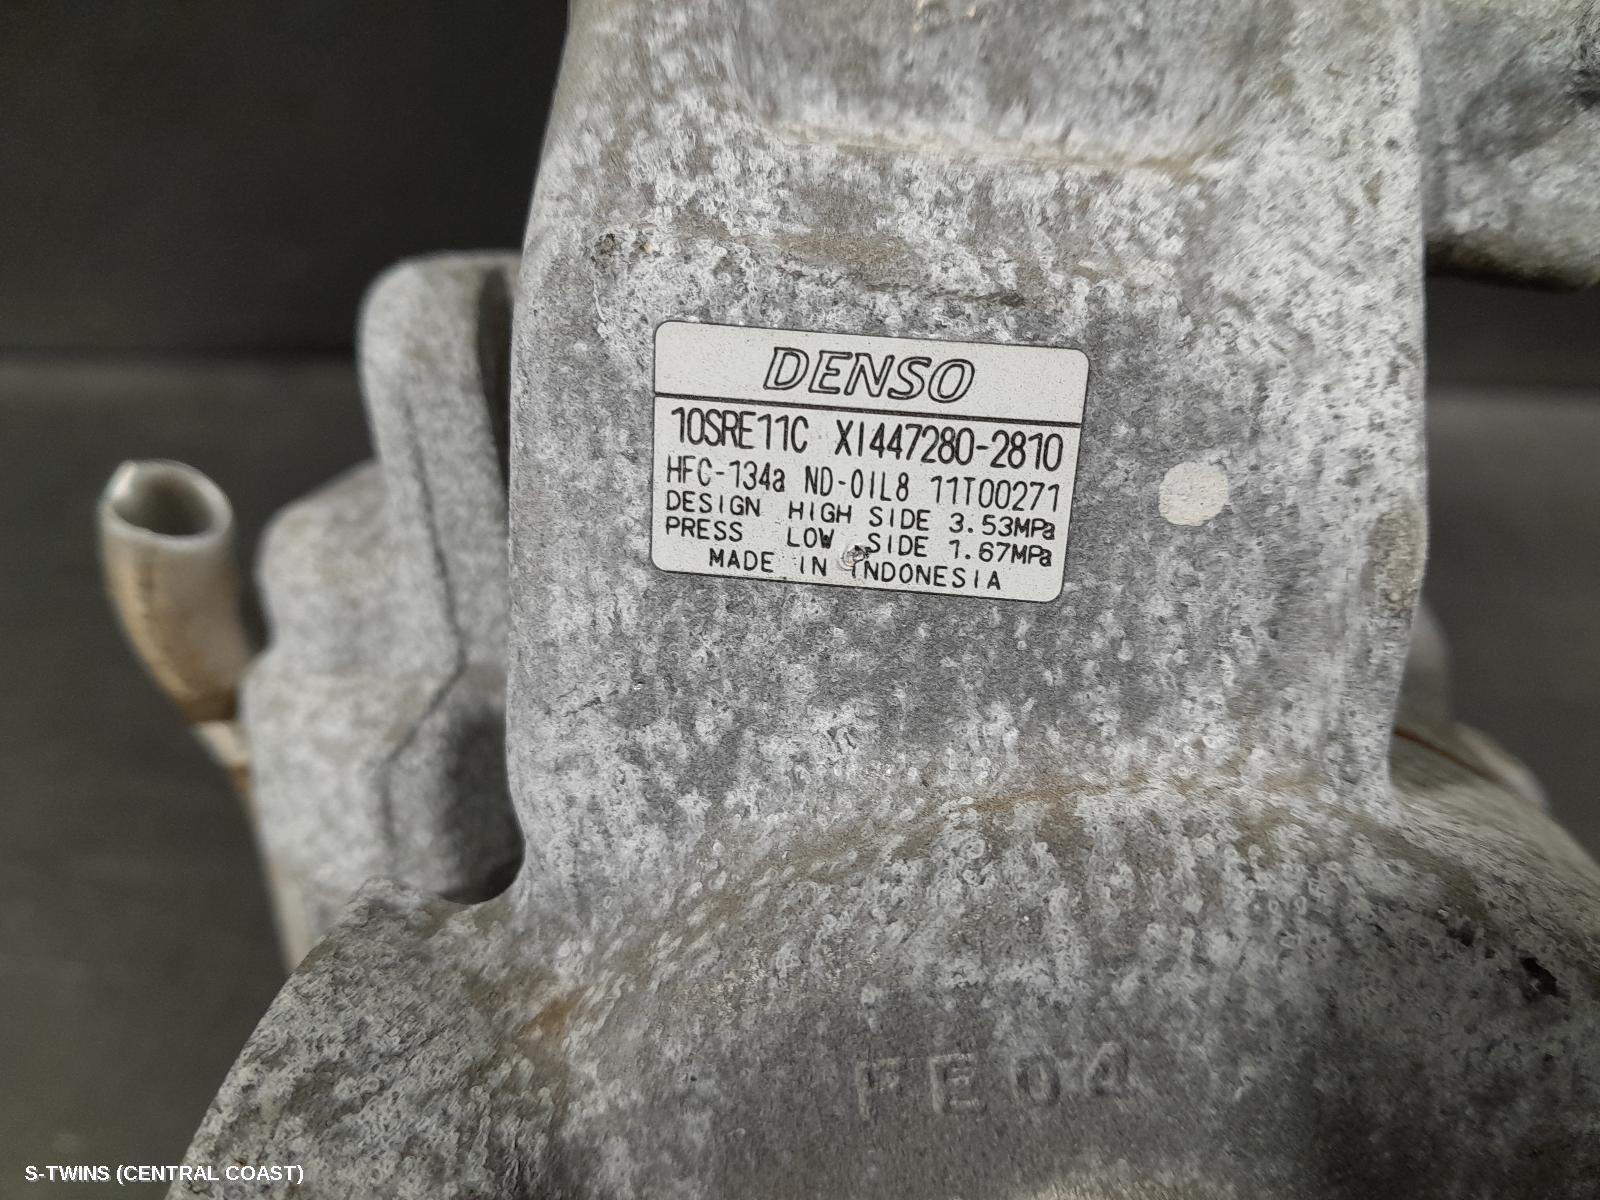 DENSO
10SRE11C XI447280-2810
HFC-134a ND-OIL8 11T00271
DESIGN HIGH SIDE 3.53MPa
PRESS LOW SIDE 1.67MPa
MADE IN INDONESIA
FE04
S-TWINS (CENTRAL COAST)